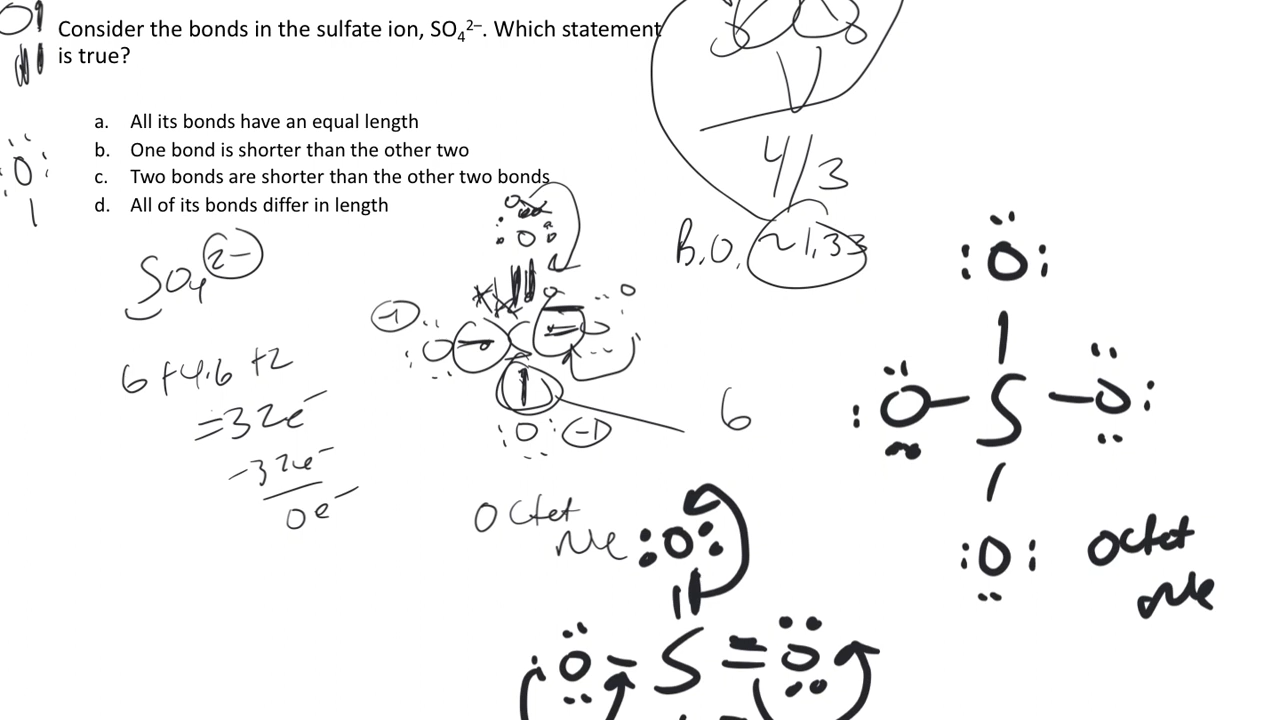 Consider the bonds in the sulfate ion, SO₄²⁻. Which statement
is true?
a. All its bonds have an equal length
b. One bond is shorter than the other two
c. Two bonds are shorter than the other two bonds
d. All of its bonds differ in length
4/3
B.O. ~1,33
SO₄ 2-
6+4.6+2
=32e⁻
-32e⁻
0e⁻
-1
O
O
O
-1
6
Octet
O
S
O
O
O
O
S
O
O
Octet